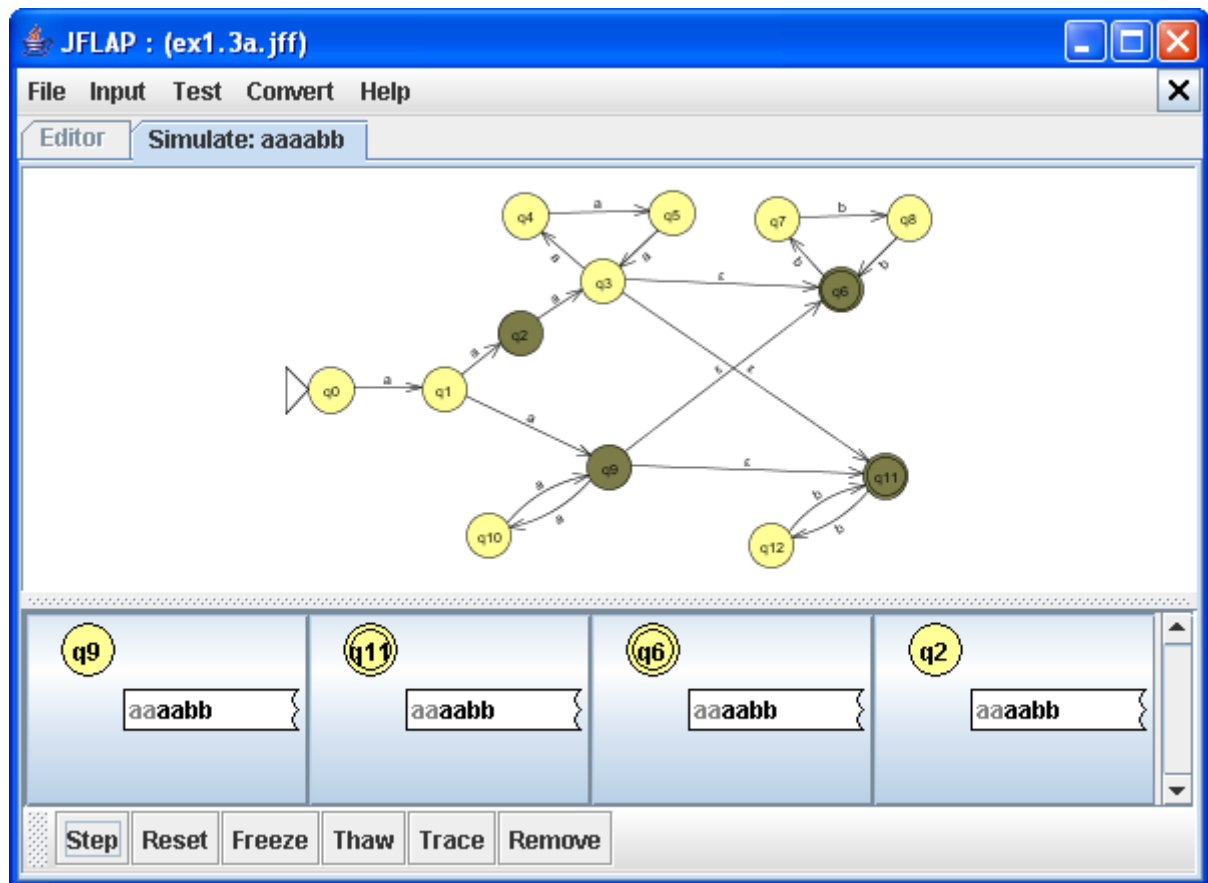 JFLAP : (ex1.3a.jff)
File Input Test Convert Help
Editor Simulate: aaaabb
q4 a q5 q7 b q8
a a b b
q3 ε q6
a
q2
a ε ε
q0 a q1
a
q9 ε q11
a b
a b
q10 q12
q9 q11 q6 q2
aaaabb aaaabb aaaabb aaaabb
Step Reset Freeze Thaw Trace Remove